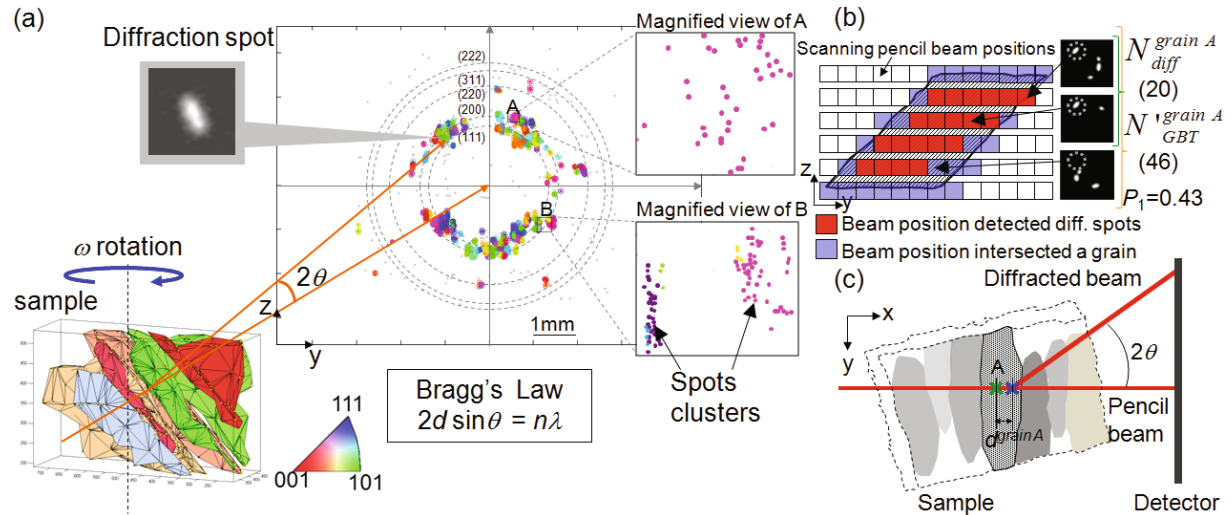 (a)
Diffraction spot
(222)
(311)
(220)
(200)
(111)
A
B
Magnified view of A
Magnified view of B
Spots
clusters
ω rotation
sample
2θ
z
y
1mm
Bragg's Law
2d sinθ = nλ
111
001
101
(b)
Scanning pencil beam positions
N diff grain A
(20)
N' GBT grain A
(46)
P1=0.43
z
y
Beam position detected diff. spots
Beam position intersected a grain
(c)
Diffracted beam
x
y
A
2θ
Pencil
beam
d grain A
Sample
Detector